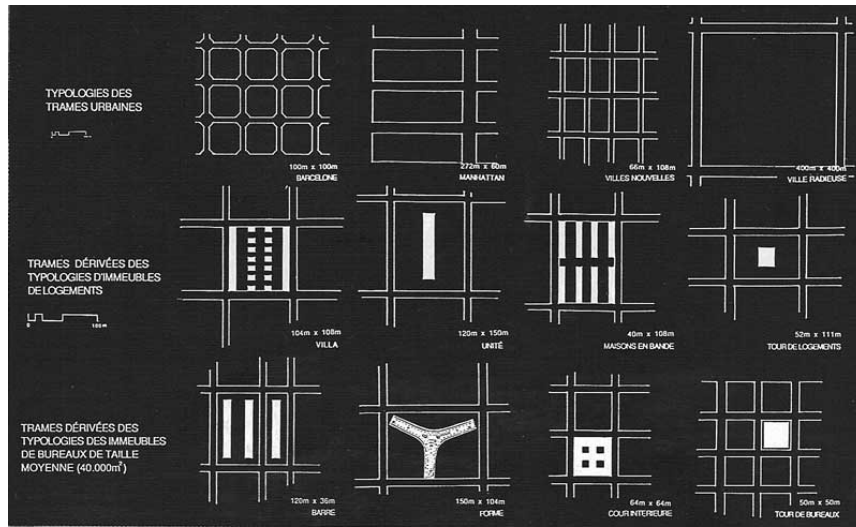 TYPOLOGIES DES
TRAMES URBAINES
100m x 100m
BARCELONE
272m x 60m
MANHATTAN
66m x 108m
VILLES NOUVELLES
400m x 400m
VILLE RADIEUSE
TRAMES DÉRIVÉES DES
TYPOLOGIES D'IMMEUBLES
DE LOGEMENTS
0 100m
104m x 108m
VILLA
120m x 150m
UNITÉ
40m x 108m
MAISONS EN BANDE
52m x 111m
TOUR DE LOGEMENTS
TRAMES DÉRIVÉES DES
TYPOLOGIES DES IMMEUBLES
DE BUREAUX DE TAILLE
MOYENNE (40.000m²)
120m x 36m
BARRE
150m x 104m
FORME
64m x 64m
COUR INTERIEURE
50m x 50m
TOUR DE BUREAUX